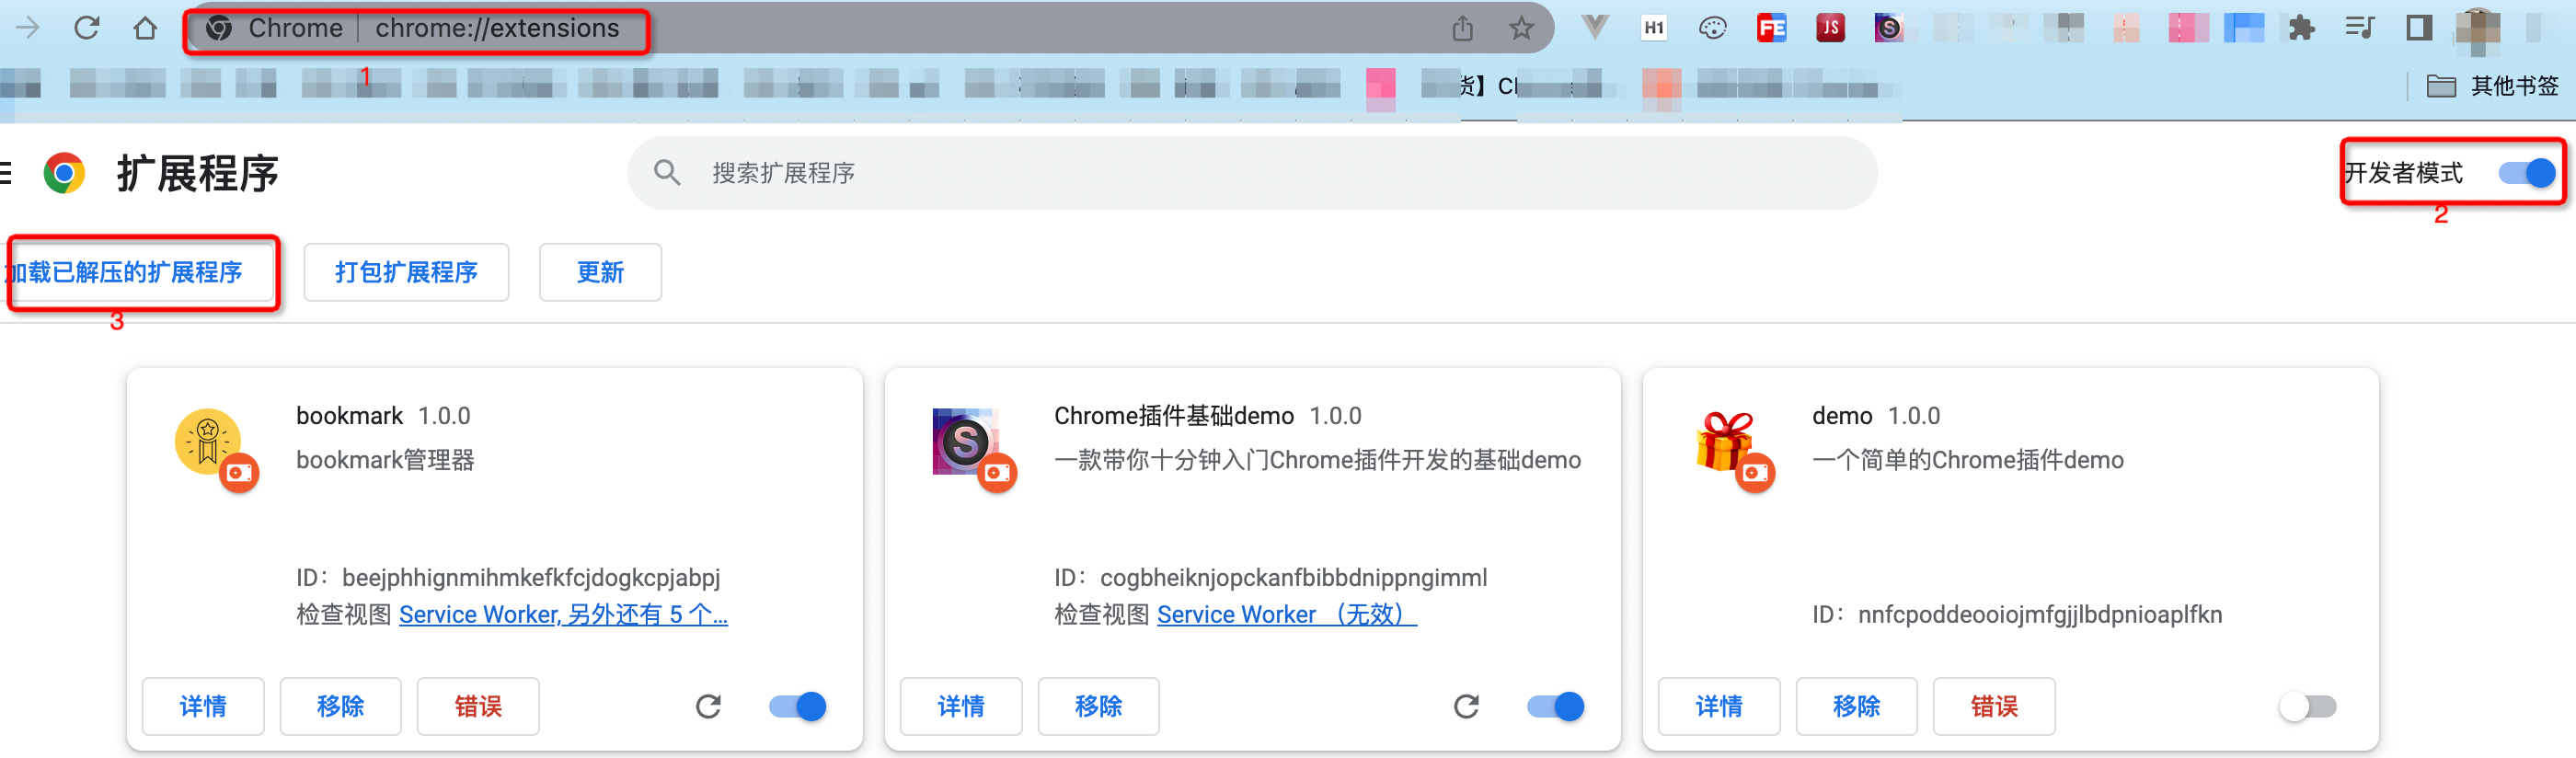 Chrome chrome://extensions
H1
FE
JS
S
1
货】C
其他书签
扩展程序
搜索扩展程序
开发者模式
2
加载已解压的扩展程序
打包扩展程序
更新
3
bookmark 1.0.0
bookmark管理器
ID：beejphhignmihmkefkfcjdogkcpjabpj
检查视图 Service Worker, 另外还有 5 个...
详情
移除
错误
S
Chrome插件基础demo 1.0.0
一款带你十分钟入门Chrome插件开发的基础demo
ID：cogbheiknjopckanfbibbdnippngimml
检查视图 Service Worker （无效）
详情
移除
demo 1.0.0
一个简单的Chrome插件demo
ID：nnfcpoddeooiojmfgjjlbdpnioaplfkn
详情
移除
错误